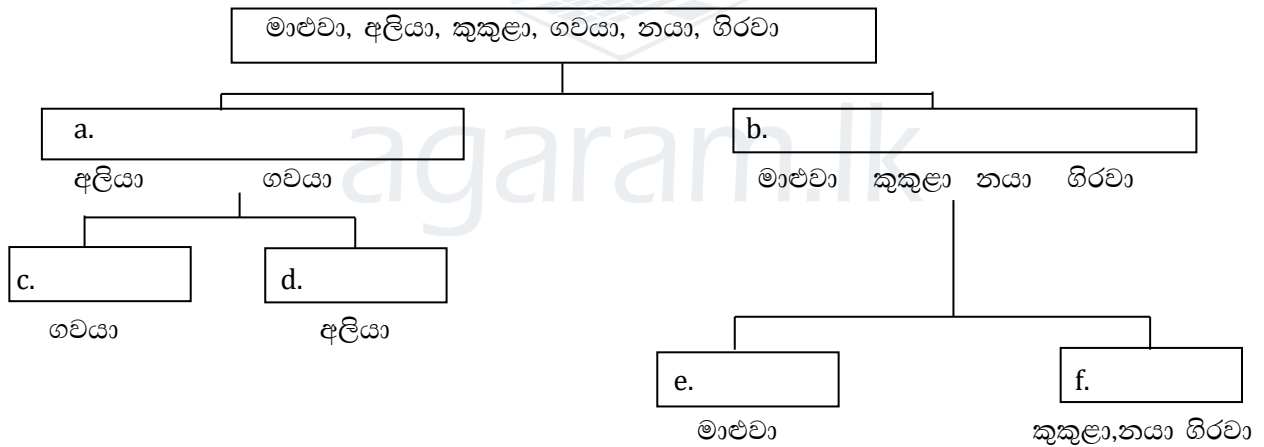 මාළුවා, අලියා, කුකුළා, ගවයා, නයා, ගිරවා
a.
b.
අලියා ගවයා
මාළුවා කුකුළා නයා ගිරවා
agaram.lk
c.
d.
ගවයා
අලියා
e.
f.
මාළුවා
කුකුළා,නයා ගිරවා